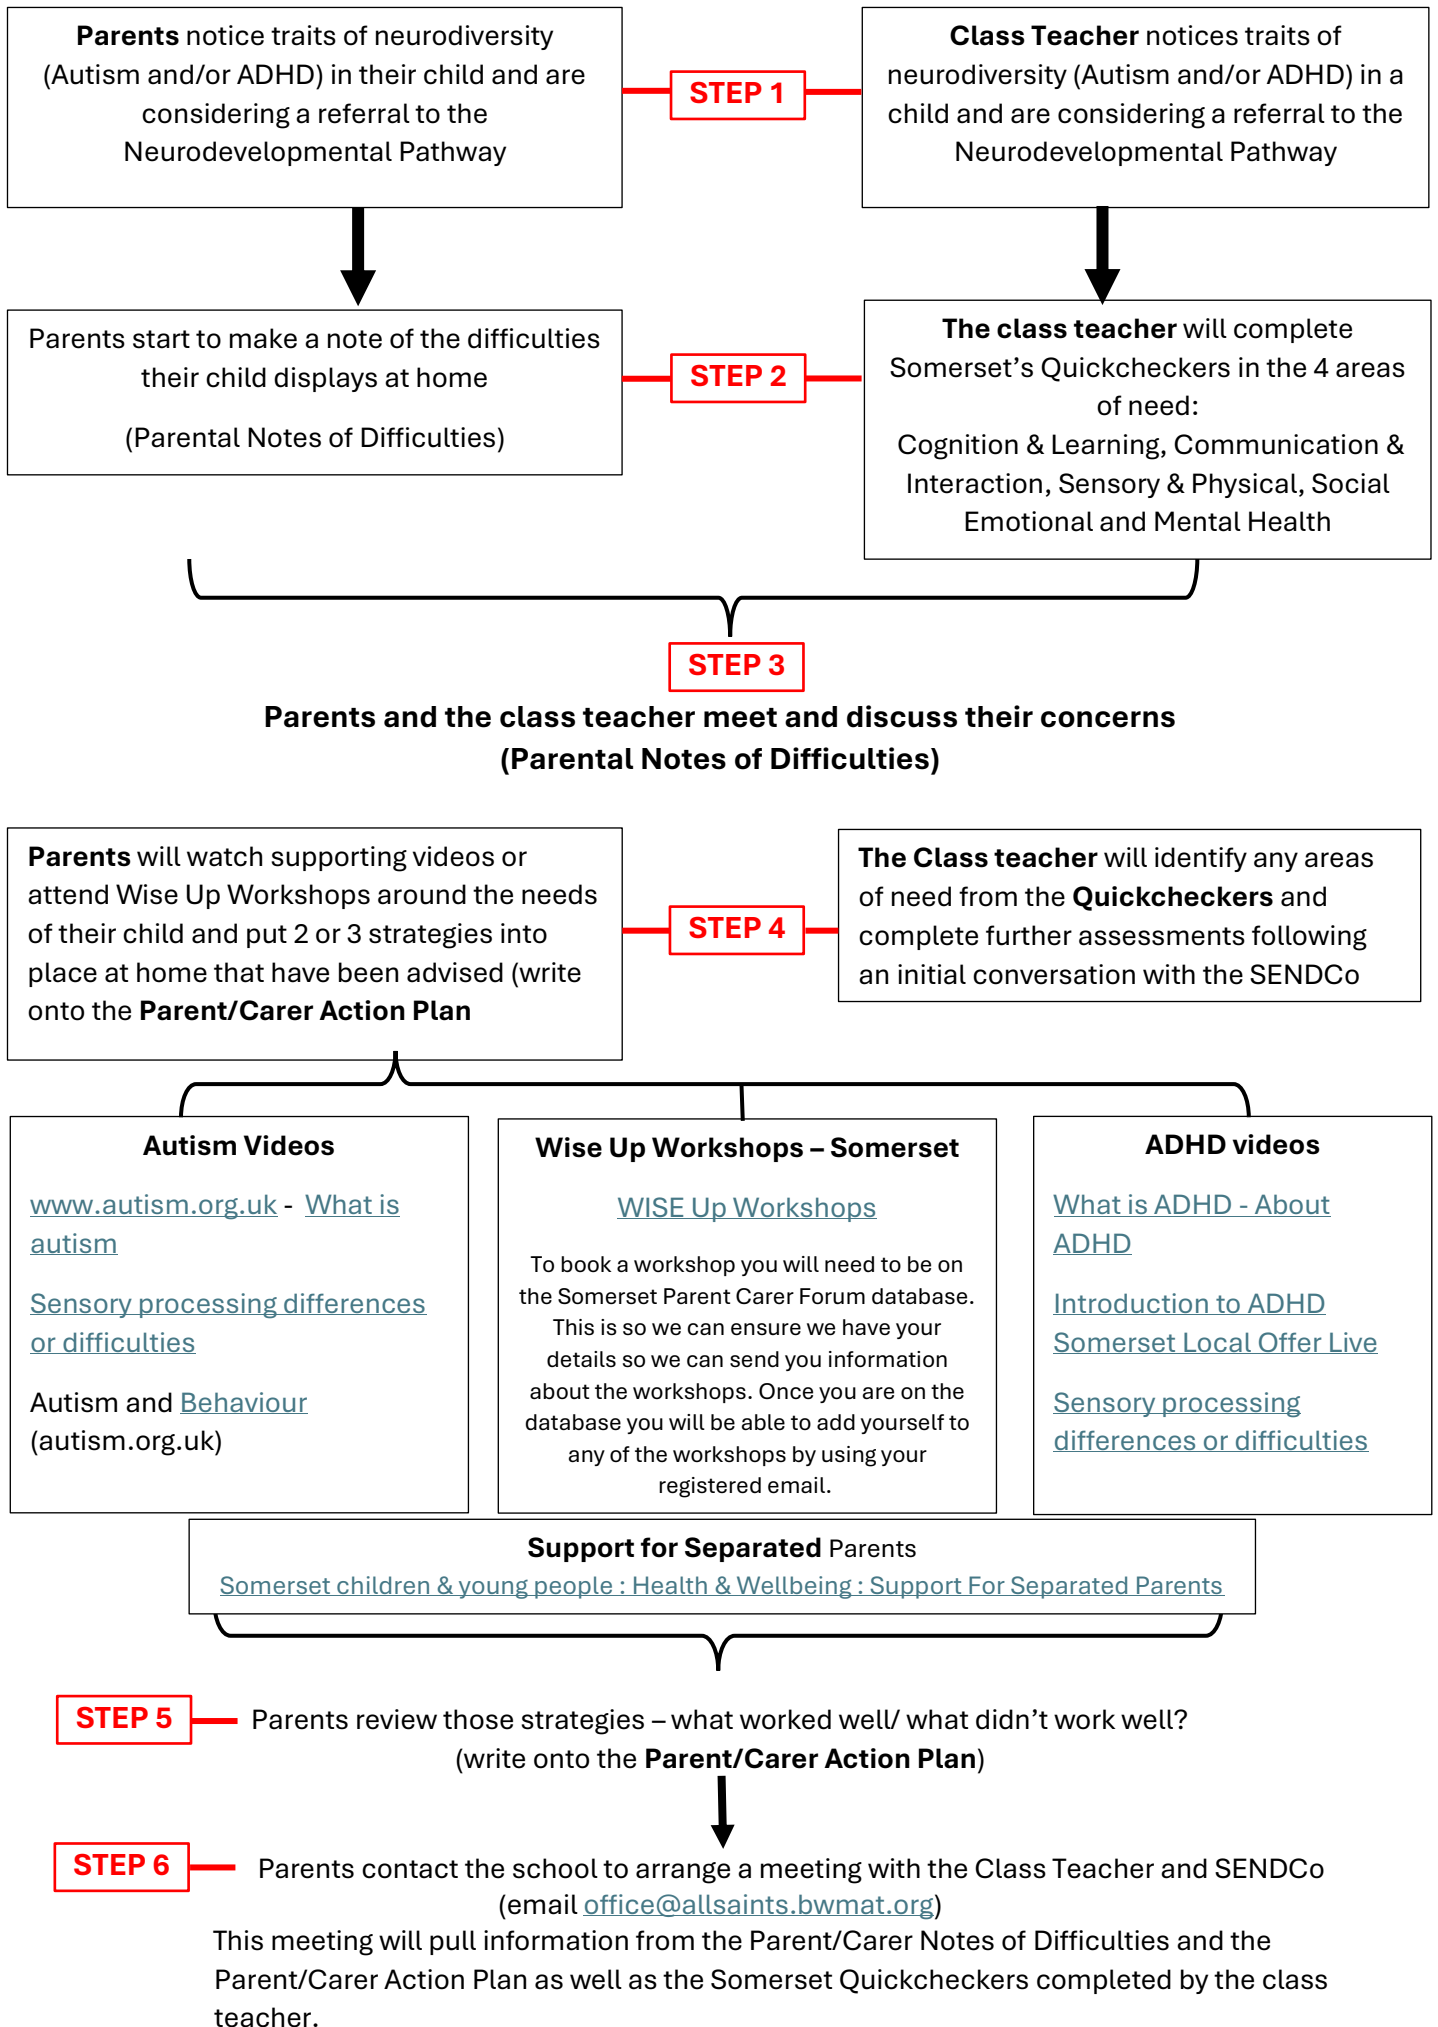 Parents notice traits of neurodiversity
(Autism and/or ADHD) in their child and are
considering a referral to the
Neurodevelopmental Pathway
STEP 1
Class Teacher notices traits of
neurodiversity (Autism and/or ADHD) in a
child and are considering a referral to the
Neurodevelopmental Pathway
Parents start to make a note of the difficulties
their child displays at home
(Parental Notes of Difficulties)
STEP 2
The class teacher will complete
Somerset’s Quickcheckers in the 4 areas
of need:
Cognition & Learning, Communication &
Interaction, Sensory & Physical, Social
Emotional and Mental Health
STEP 3
Parents and the class teacher meet and discuss their concerns
(Parental Notes of Difficulties)
Parents will watch supporting videos or
attend Wise Up Workshops around the needs
of their child and put 2 or 3 strategies into
place at home that have been advised (write
onto the Parent/Carer Action Plan
STEP 4
The Class teacher will identify any areas
of need from the Quickcheckers and
complete further assessments following
an initial conversation with the SENDCo
Autism Videos
www.autism.org.uk - What is
autism
Sensory processing differences
or difficulties
Autism and Behaviour
(autism.org.uk)
Wise Up Workshops – Somerset
WISE Up Workshops
To book a workshop you will need to be on
the Somerset Parent Carer Forum database.
This is so we can ensure we have your
details so we can send you information
about the workshops. Once you are on the
database you will be able to add yourself to
any of the workshops by using your
registered email.
ADHD videos
What is ADHD - About
ADHD
Introduction to ADHD
Somerset Local Offer Live
Sensory processing
differences or difficulties
Support for Separated Parents
Somerset children & young people : Health & Wellbeing : Support For Separated Parents
STEP 5
Parents review those strategies – what worked well/ what didn’t work well?
(write onto the Parent/Carer Action Plan)
STEP 6
Parents contact the school to arrange a meeting with the Class Teacher and SENDCo
(email office@allsaints.bwmat.org)
This meeting will pull information from the Parent/Carer Notes of Difficulties and the
Parent/Carer Action Plan as well as the Somerset Quickcheckers completed by the class
teacher.